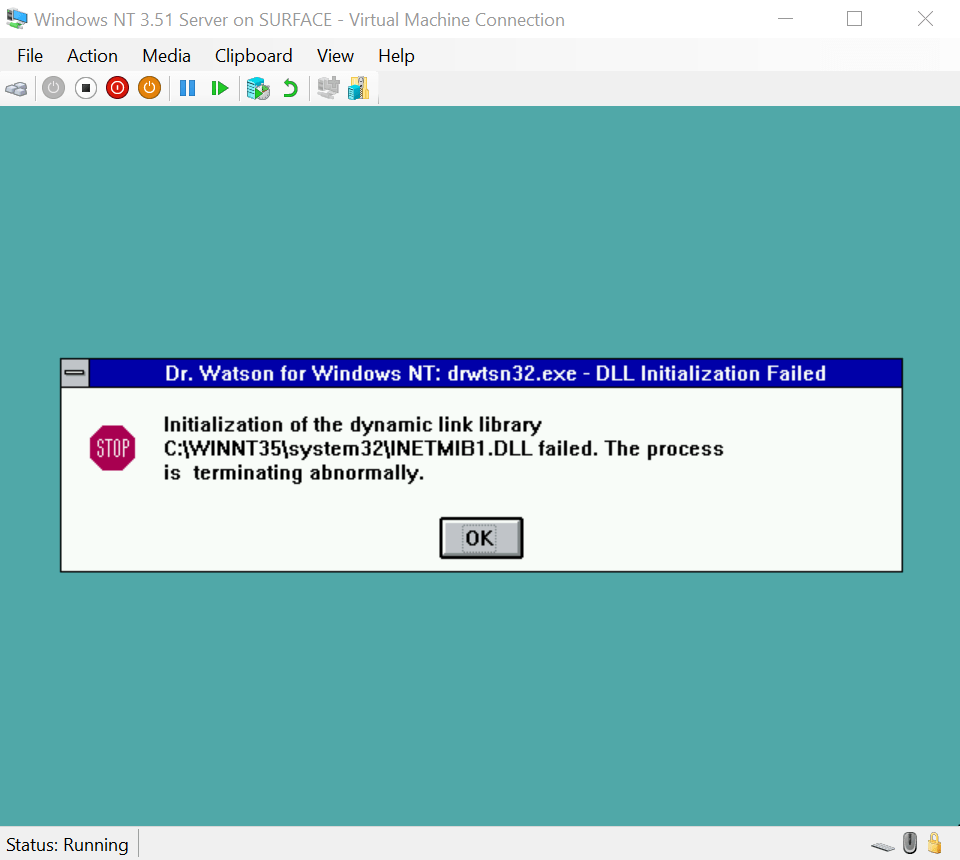 Windows NT 3.51 Server on SURFACE - Virtual Machine Connection
File Action Media Clipboard View Help
Dr. Watson for Windows NT: drwtsn32.exe - DLL Initialization Failed
STOP
Initialization of the dynamic link library
C:\WINNT35\system32\INETMIB1.DLL failed. The process
is  terminating abnormally.
OK
Status: Running